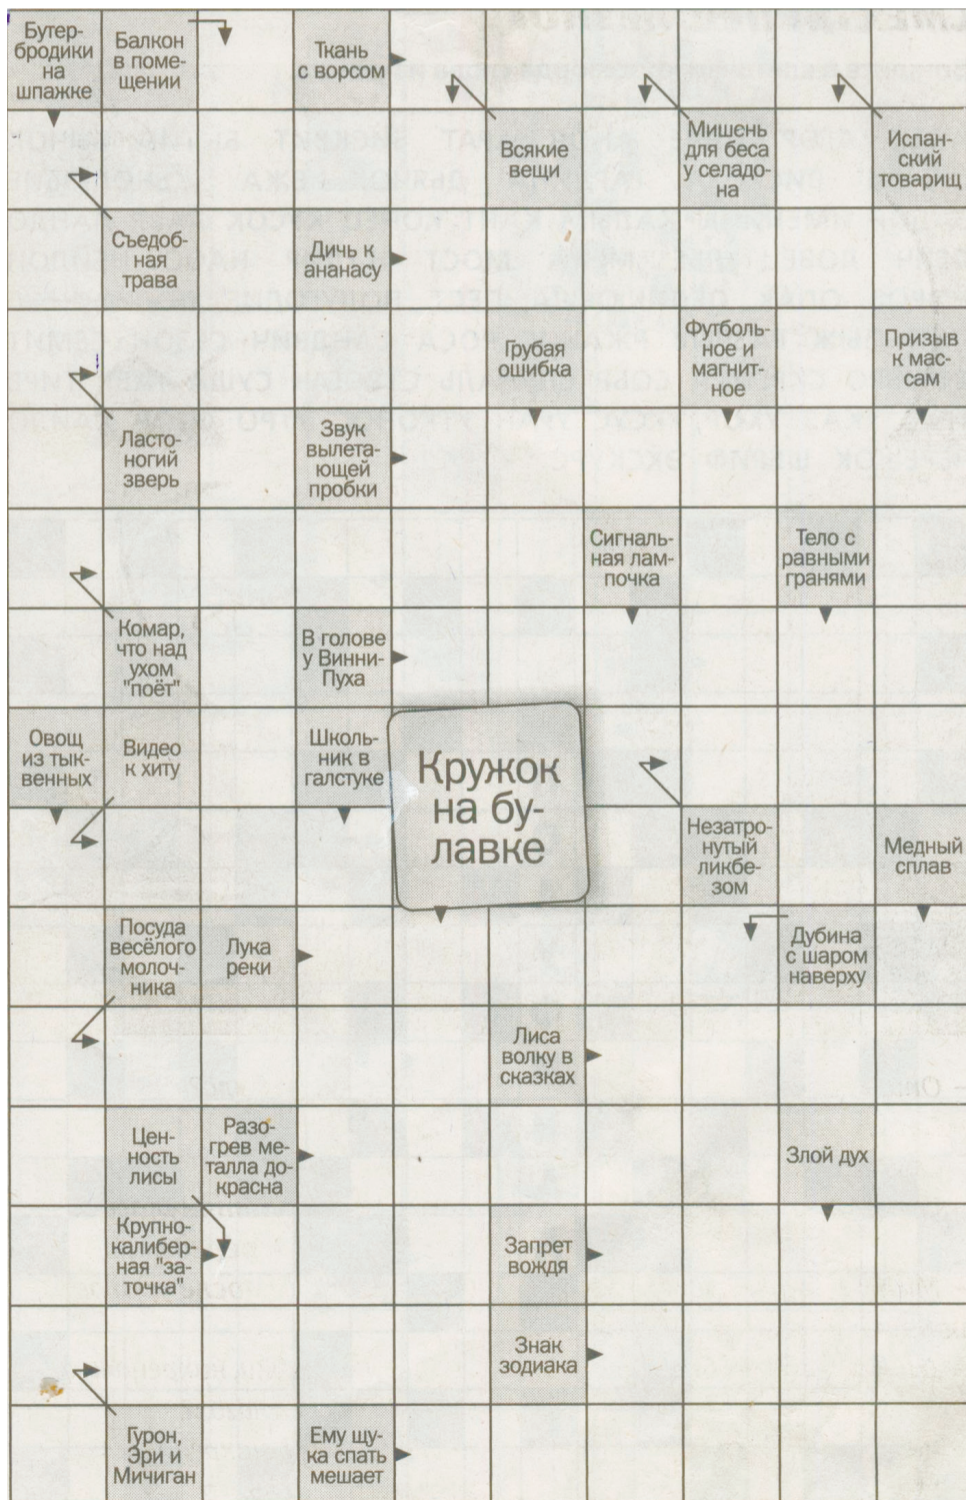 Бутер-
бродики
на
шпажке
Балкон
в поме-
щении
Ткань
с ворсом
Всякие
вещи
Мишень
для беса
у селадо-
на
Испан-
ский
товарищ
Съедоб-
ная
трава
Дичь к
ананасу
Грубая
ошибка
Футболь-
ное и
магнит-
ное
Призыв
к мас-
сам
Ласто-
ногий
зверь
Звук
вылета-
ющей
пробки
Сигналь-
ная лам-
почка
Тело с
равными
гранями
Комар,
что над
ухом
"поёт"
В голове
у Винни-
Пуха
Овощ
из тык-
венных
Видео
к хиту
Школь-
ник в
галстуке
Кружок
на бу-
лавке
Незатро-
нутый
ликбе-
зом
Медный
сплав
Посуда
весёлого
молоч-
ника
Лука
реки
Дубина
с шаром
наверху
Лиса
волку в
сказках
Цен-
ность
лисы
Разо-
грев ме-
талла до-
красна
Злой дух
Крупно-
калибер-
ная "за-
точка"
Запрет
вождя
Знак
зодиака
Гурон,
Эри и
Мичиган
Ему щу-
ка спать
мешает